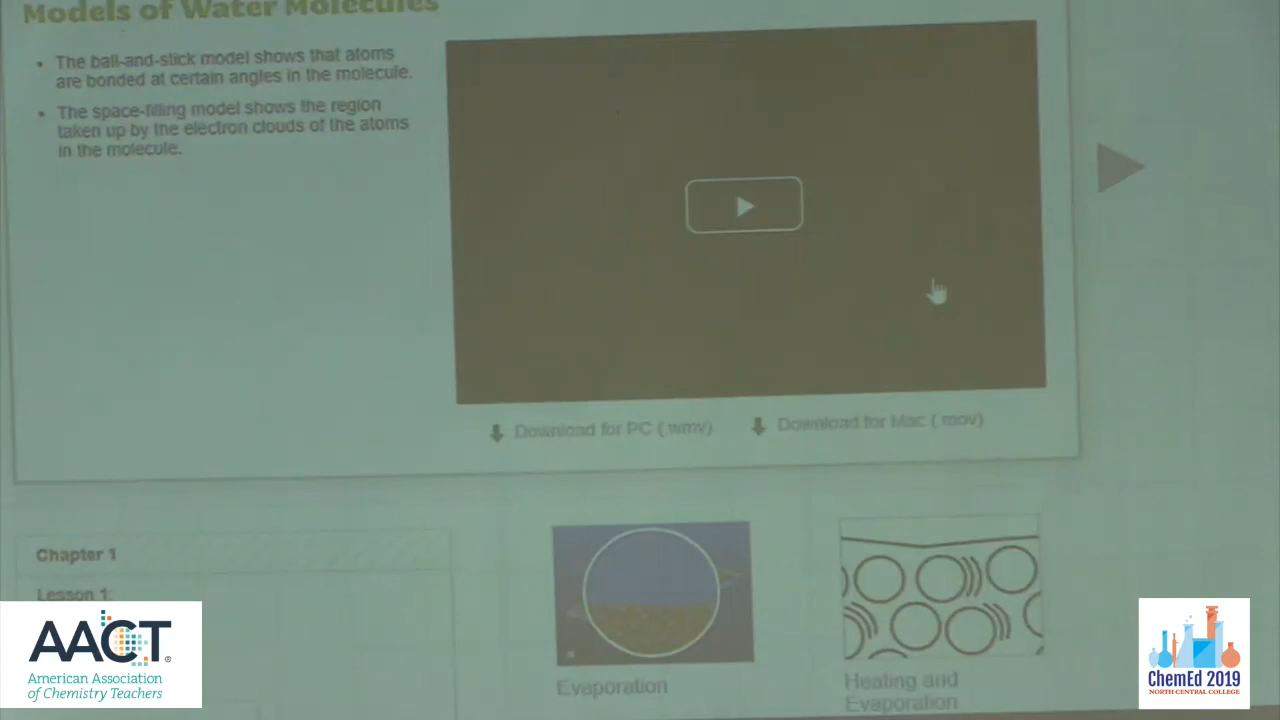 Models of Water Molecules
• The ball-and-stick model shows that atoms
are bonded at certain angles in the molecule.
• The space-filling model shows the region
taken up by the electron clouds of the atoms
in the molecule.
Download for PC (.wmv)
Download for Mac (.mov)
Chapter 1
Lesson 1
Evaporation
Heating and
Evaporation
AACT®
American Association
of Chemistry Teachers
ChemEd 2019
NORTH CENTRAL COLLEGE